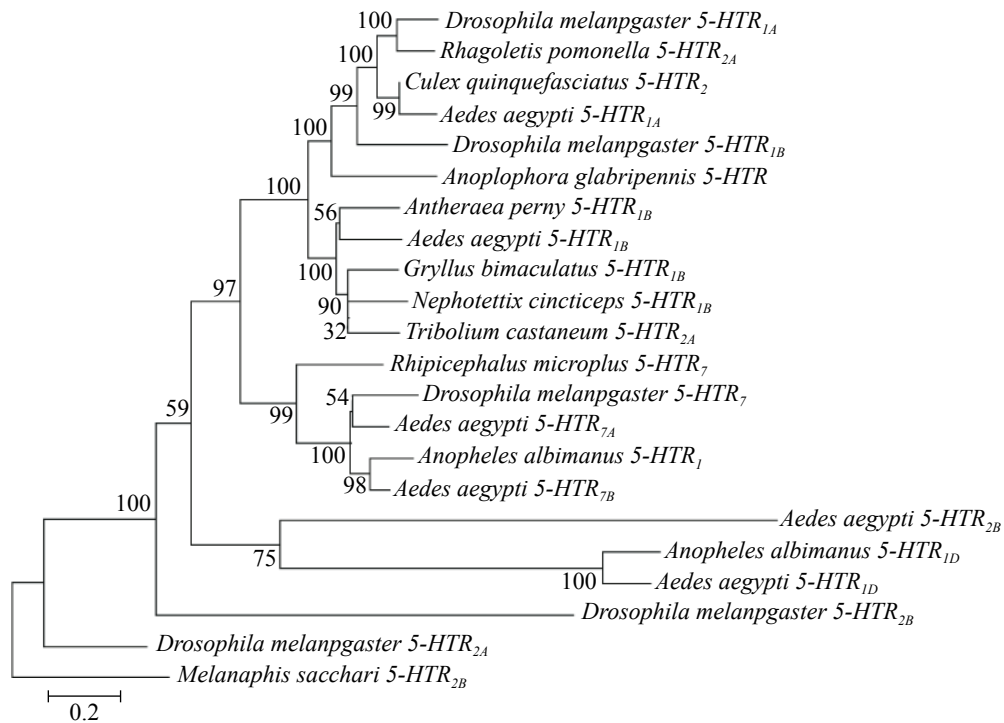 100 Drosophila melanpgaster 5-HTR1A
100
Rhagoletis pomonella 5-HTR2A
Culex quinquefasciatus 5-HTR2
99
99 Aedes aegypti 5-HTR1A
100
Drosophila melanpgaster 5-HTR1B
Anoplophora glabripennis 5-HTR
100
56 Antheraea perny 5-HTR1B
Aedes aegypti 5-HTR1B
100 Gryllus bimaculatus 5-HTR1B
97
90 Nephotettix cincticeps 5-HTR1B
32 Tribolium castaneum 5-HTR2A
Rhipicephalus microplus 5-HTR7
54 Drosophila melanpgaster 5-HTR7
59
99 Aedes aegypti 5-HTR7A
100 Anopheles albimanus 5-HTR1
98 Aedes aegypti 5-HTR7B
100
Aedes aegypti 5-HTR2B
75 Anopheles albimanus 5-HTR1D
100 Aedes aegypti 5-HTR1D
Drosophila melanpgaster 5-HTR2B
Drosophila melanpgaster 5-HTR2A
Melanaphis sacchari 5-HTR2B
0.2